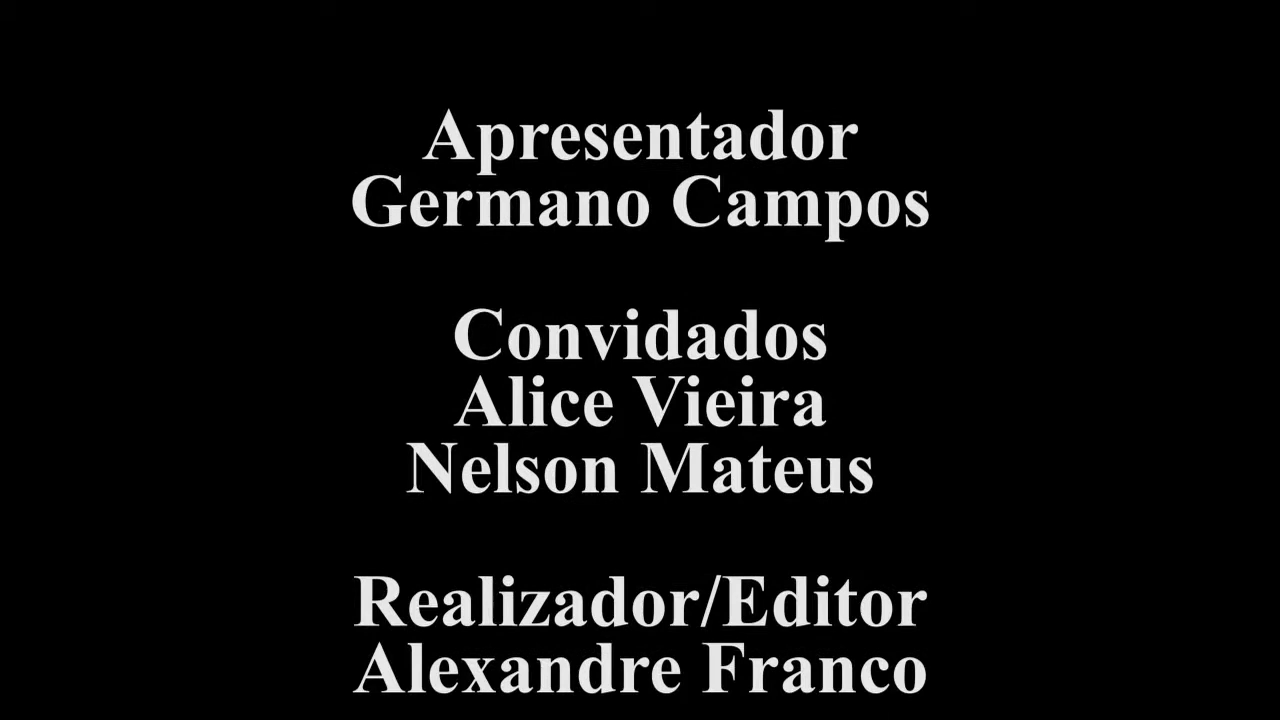 Apresentador
Germano Campos
Convidados
Alice Vieira
Nelson Mateus
Realizador/Editor
Alexandre Franco